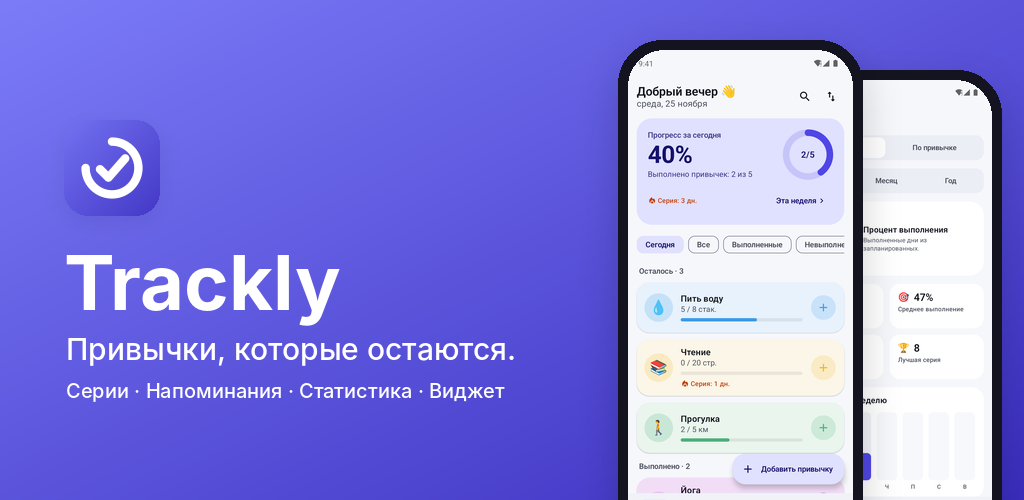 Trackly
Привычки, которые остаются.
Серии · Напоминания · Статистика · Виджет
9:41
Добрый вечер 👋
среда, 25 ноября
Прогресс за сегодня
40%
Выполнено привычек: 2 из 5
2/5
Серия: 3 дн.
Эта неделя
Сегодня
Все
Выполненные
Невыполне
Осталось · 3
Пить воду
5 / 8 стак.
Чтение
0 / 20 стр.
Серия: 1 дн.
Прогулка
2 / 5 км
Выполнено · 2
+ Добавить привычку
Йога
По привычке
Месяц
Год
Процент выполнения
Выполненные дни из
запланированных.
47%
Среднее выполнение
8
Лучшая серия
еделю
Ч
П
С
В